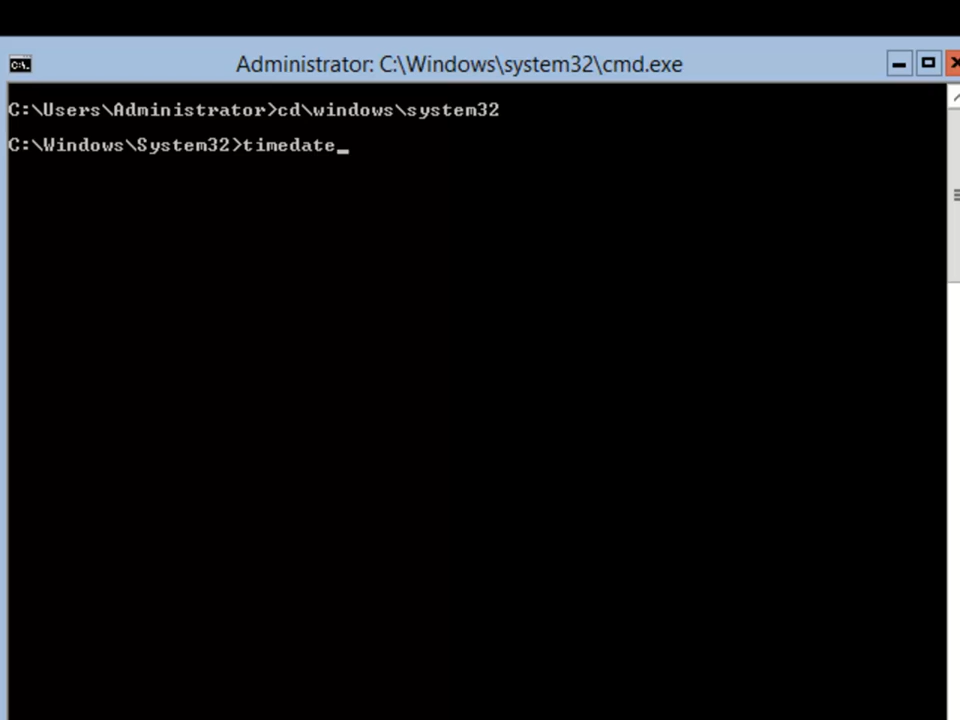 Administrator: C:\Windows\system32\cmd.exe
C:\Users\Administrator>cd\windows\system32
C:\Windows\System32>timedate_